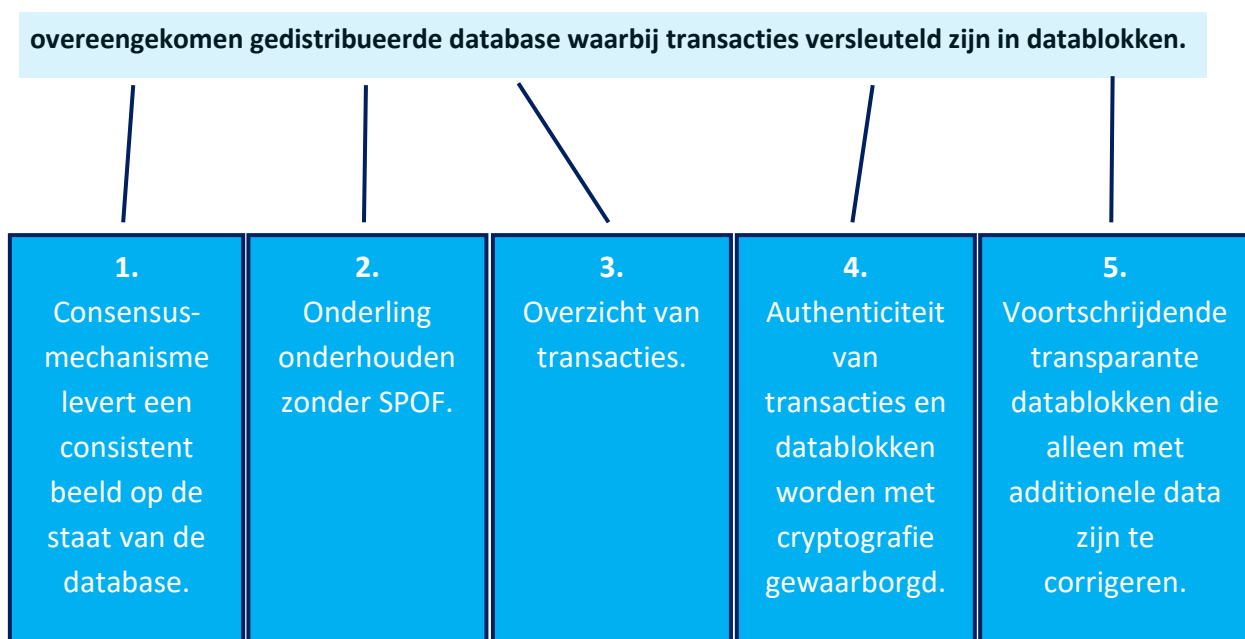 overeengekomen gedistribueerde database waarbij transacties versleuteld zijn in datablokken.
1.
Consensus-
mechanisme
levert een
consistent
beeld op de
staat van de
database.
2.
Onderling
onderhouden
zonder SPOF.
3.
Overzicht van
transacties.
4.
Authenticiteit
van
transacties en
datablokken
worden met
cryptografie
gewaarborgd.
5.
Voortschrijdende
transparante
datablokken die
alleen met
additionele data
zijn te
corrigeren.